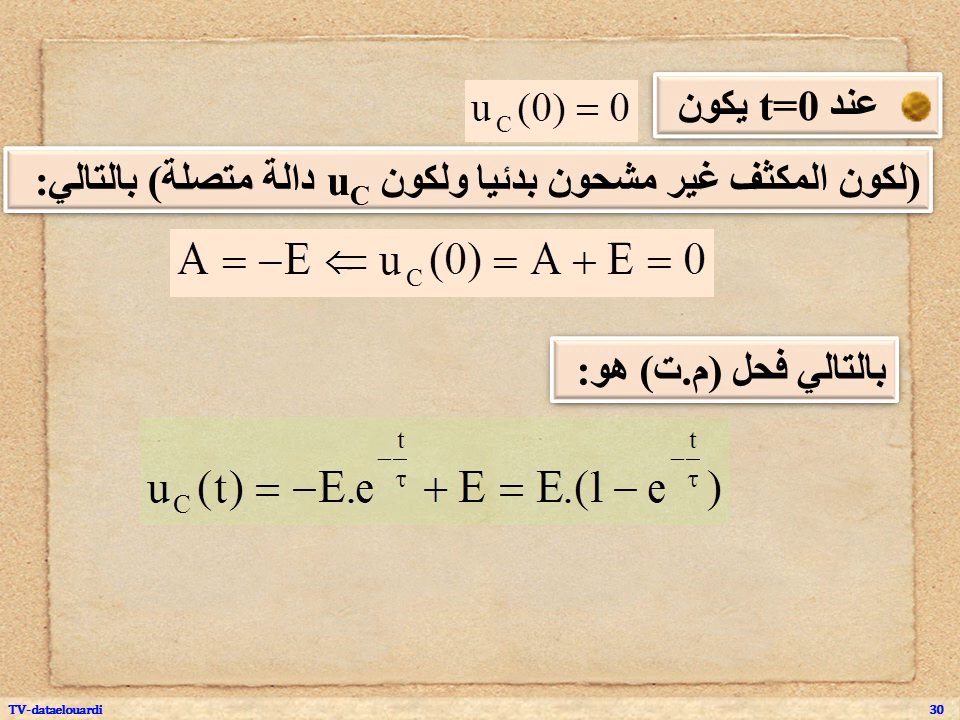 عند t=0 يكون u_C(0) = 0
(لكون المكثف غير مشحون بدئيا ولكون u_C دالة متصلة) بالتالي:
A = −E ⇐ u_C(0) = A + E = 0
بالتالي فحل (م.ت) هو:
u_C(t) = −E.e^{−t/τ} + E = E.(1 − e^{−t/τ})
TV-dataelouardi 30